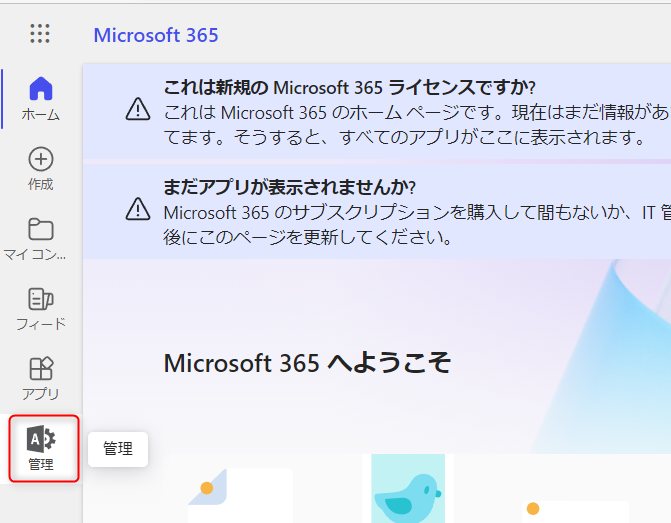 Microsoft 365
これは新規の Microsoft 365 ライセンスですか?
これは Microsoft 365 のホーム ページです。現在はまだ情報があ
てます。そうすると、すべてのアプリがここに表示されます。
まだアプリが表示されませんか?
Microsoft 365 のサブスクリプションを購入して間もないか、IT 管
後にこのページを更新してください。
Microsoft 365 へようこそ
ホーム
作成
マイ コン...
フィード
アプリ
A
管理
管理